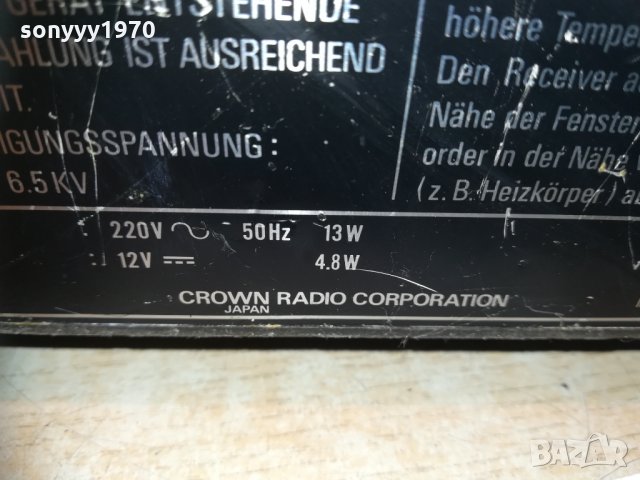 sonyyy1970
GERÄT ENTSTEHENDE
AHLUNG IST AUSREICHEND
IT.
IGUNGSSPANNUNG :
6.5KV
höhere Tempe
Den Receiver a
Nähe der Fenste
order in der Nähe
(z. B. Heizkörper) a
: 220V ~ 50Hz 13W
: 12V ⎓ 4.8W
CROWN RADIO CORPORATION
JAPAN
BAZAR